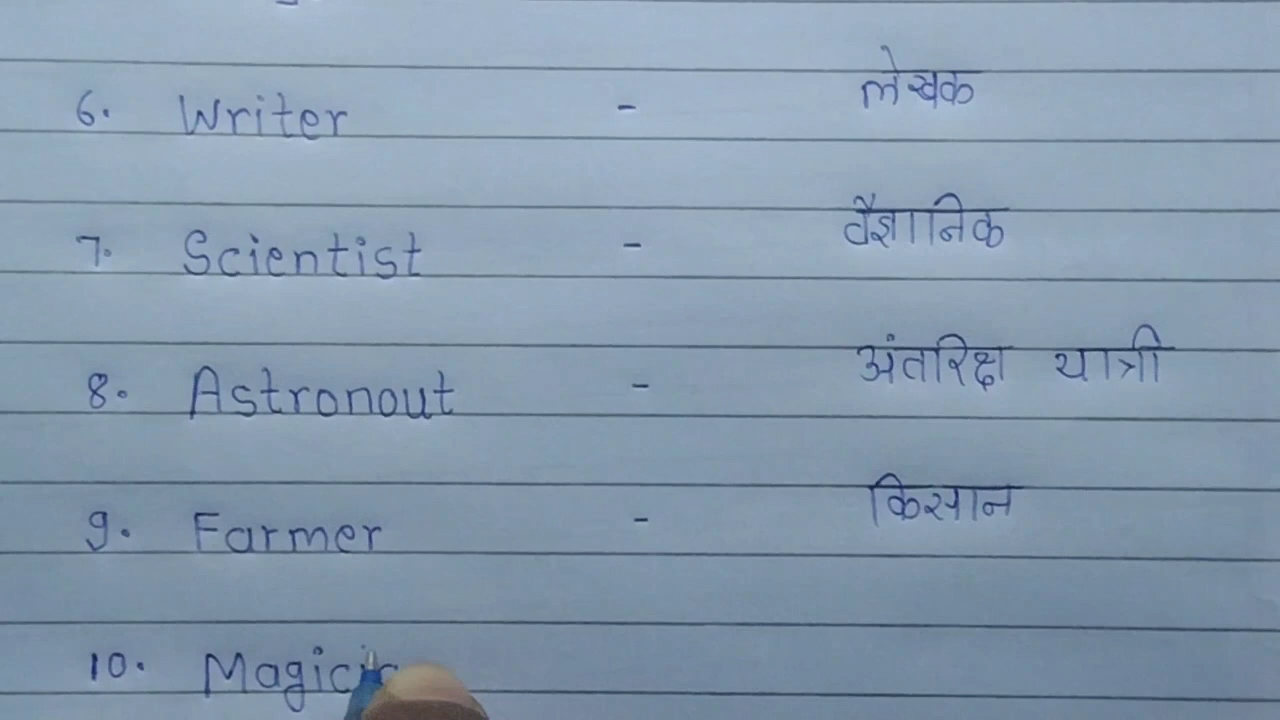 6. Writer - लेखक
7. Scientist - वैज्ञानिक
8. Astronout - अंतरिक्ष यात्री
9. Farmer - किसान
10.